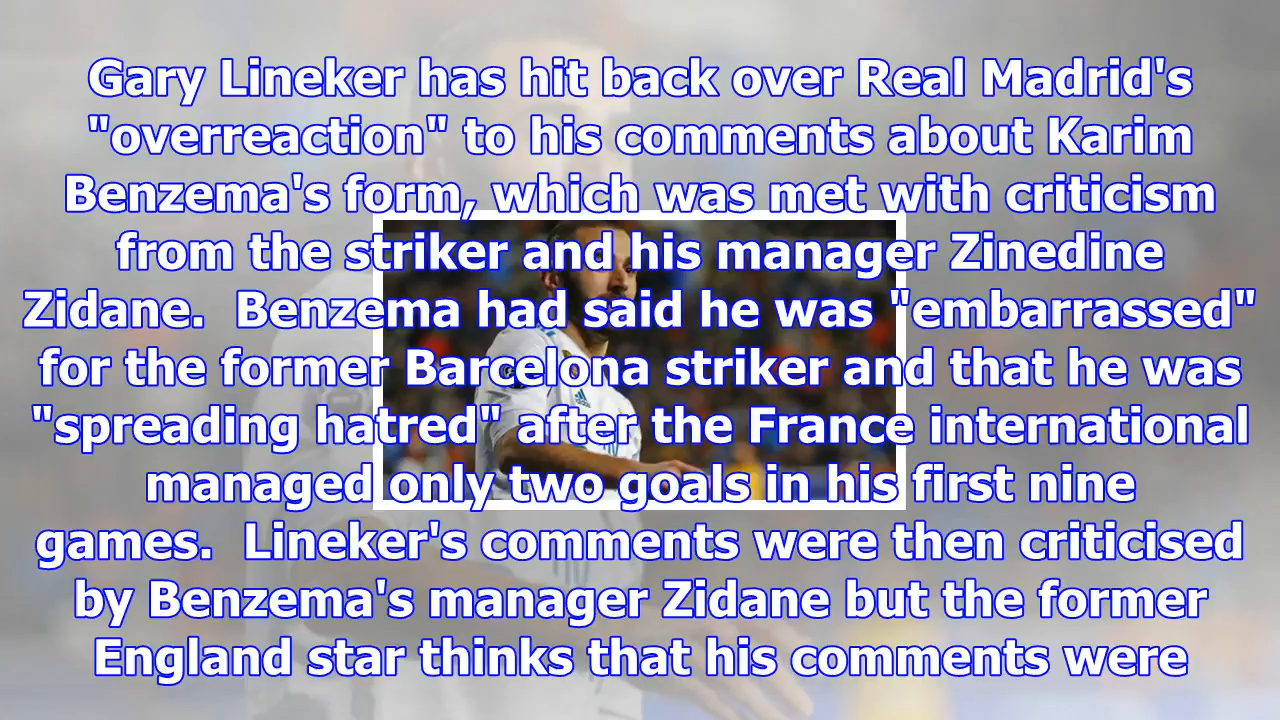 Gary Lineker has hit back over Real Madrid's
"overreaction" to his comments about Karim
Benzema's form, which was met with criticism
from the striker and his manager Zinedine
Zidane.  Benzema had said he was "embarrassed"
for the former Barcelona striker and that he was
"spreading hatred" after the France international
managed only two goals in his first nine
games.  Lineker's comments were then criticised
by Benzema's manager Zidane but the former
England star thinks that his comments were